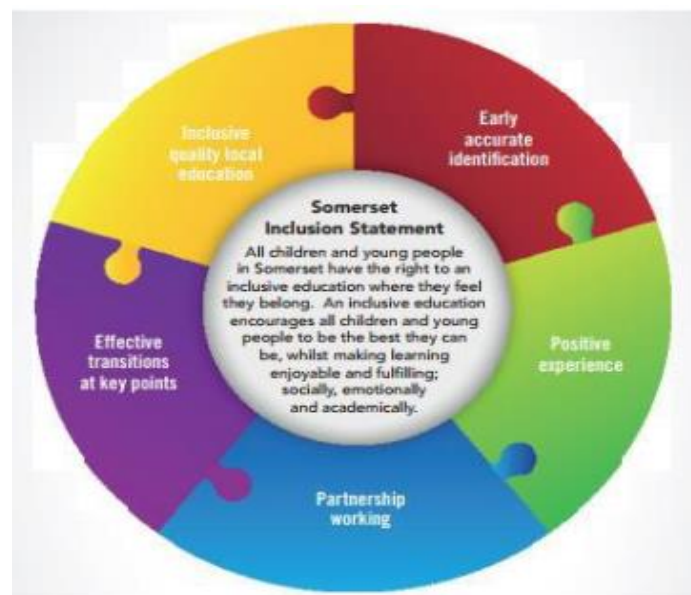 Inclusive
quality local
education
Early
accurate
identification
Somerset
Inclusion Statement
All children and young people
in Somerset have the right to an
inclusive education where they feel
they belong. An inclusive education
encourages all children and young
people to be the best they can
be, whilst making learning
enjoyable and fulfilling;
socially, emotionally
and academically.
Effective
transitions
at key points
Positive
experience
Partnership
working